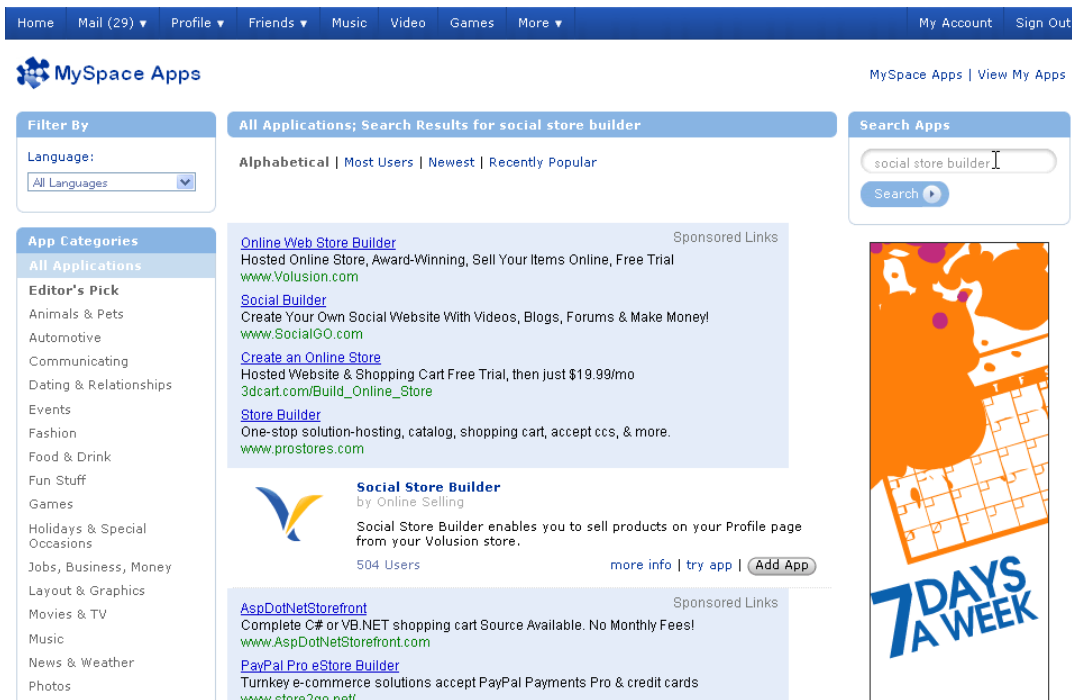 Home Mail (29) ▾ Profile ▾ Friends ▾ Music Video Games More ▾ My Account Sign Out
MySpace Apps
MySpace Apps | View My Apps
Filter By
Language:
All Languages
App Categories
All Applications
Editor's Pick
Animals & Pets
Automotive
Communicating
Dating & Relationships
Events
Fashion
Food & Drink
Fun Stuff
Games
Holidays & Special
Occasions
Jobs, Business, Money
Layout & Graphics
Movies & TV
Music
News & Weather
Photos
All Applications; Search Results for social store builder
Alphabetical | Most Users | Newest | Recently Popular
Sponsored Links
Online Web Store Builder
Hosted Online Store, Award-Winning, Sell Your Items Online, Free Trial
www.Volusion.com
Social Builder
Create Your Own Social Website With Videos, Blogs, Forums & Make Money!
www.SocialGO.com
Create an Online Store
Hosted Website & Shopping Cart Free Trial, then just $19.99/mo
3dcart.com/Build_Online_Store
Store Builder
One-stop solution-hosting, catalog, shopping cart, accept ccs, & more.
www.prostores.com
Social Store Builder
by Online Selling
Social Store Builder enables you to sell products on your Profile page
from your Volusion store.
504 Users more info | try app | Add App
Sponsored Links
AspDotNetStorefront
Complete C# or VB.NET shopping cart Source Available. No Monthly Fees!
www.AspDotNetStorefront.com
PayPal Pro eStore Builder
Turnkey e-commerce solutions accept PayPal Payments Pro & credit cards
www.store2go.net/
Search Apps
social store builder
Search
T F S
7 DAYS
A WEEK